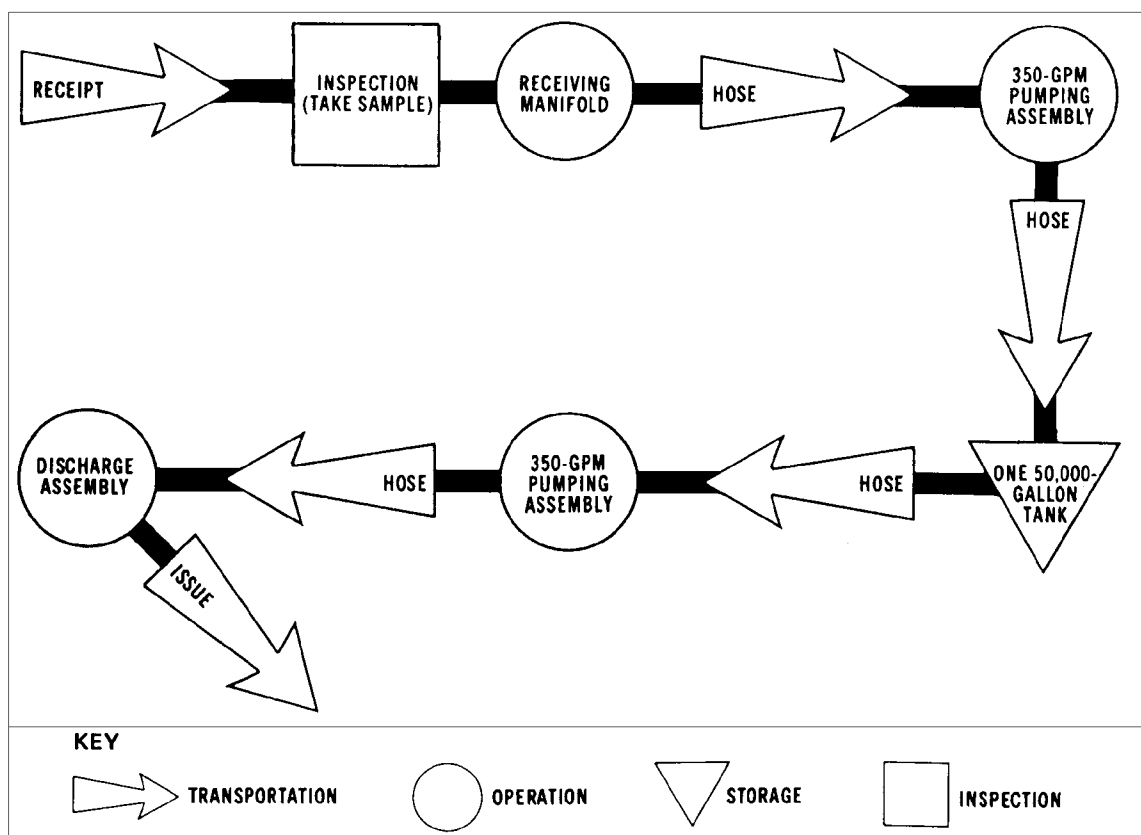 RECEIPT
INSPECTION
(TAKE SAMPLE)
RECEIVING
MANIFOLD
HOSE
350-GPM
PUMPING
ASSEMBLY
HOSE
ONE 50,000-
GALLON
TANK
HOSE
350-GPM
PUMPING
ASSEMBLY
HOSE
DISCHARGE
ASSEMBLY
ISSUE
KEY
TRANSPORTATION
OPERATION
STORAGE
INSPECTION